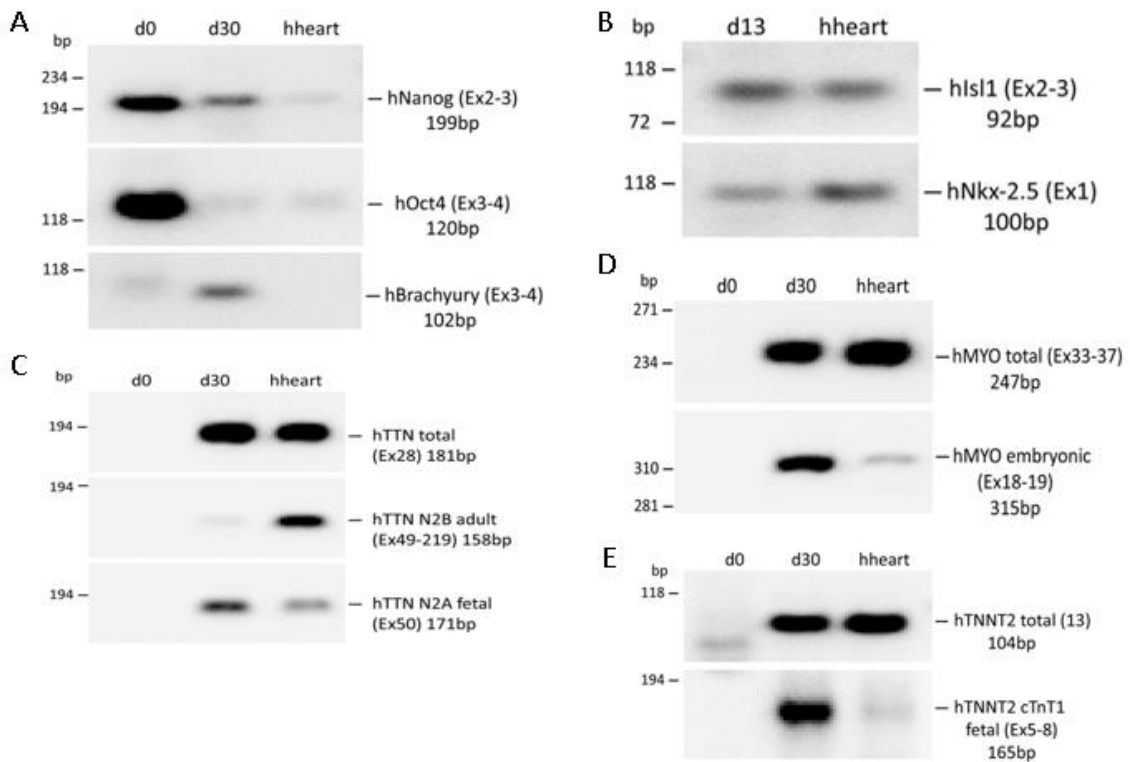 A
d0 d30 hheart
bp
234
194
hNanog (Ex2-3)
199bp
118
hOct4 (Ex3-4)
120bp
118
hBrachyury (Ex3-4)
102bp
B
bp d13 hheart
118
72
hIsl1 (Ex2-3)
92bp
118
hNkx-2.5 (Ex1)
100bp
C
bp d0 d30 hheart
194
hTTN total
(Ex28) 181bp
194
hTTN N2B adult
(Ex49-219) 158bp
194
hTTN N2A fetal
(Ex50) 171bp
D
bp d0 d30 hheart
271
234
hMYO total (Ex33-37)
247bp
310
281
hMYO embryonic
(Ex18-19)
315bp
E
d0 d30 hheart
bp
118
hTNNT2 total (13)
104bp
194
hTNNT2 cTnT1
fetal (Ex5-8)
165bp